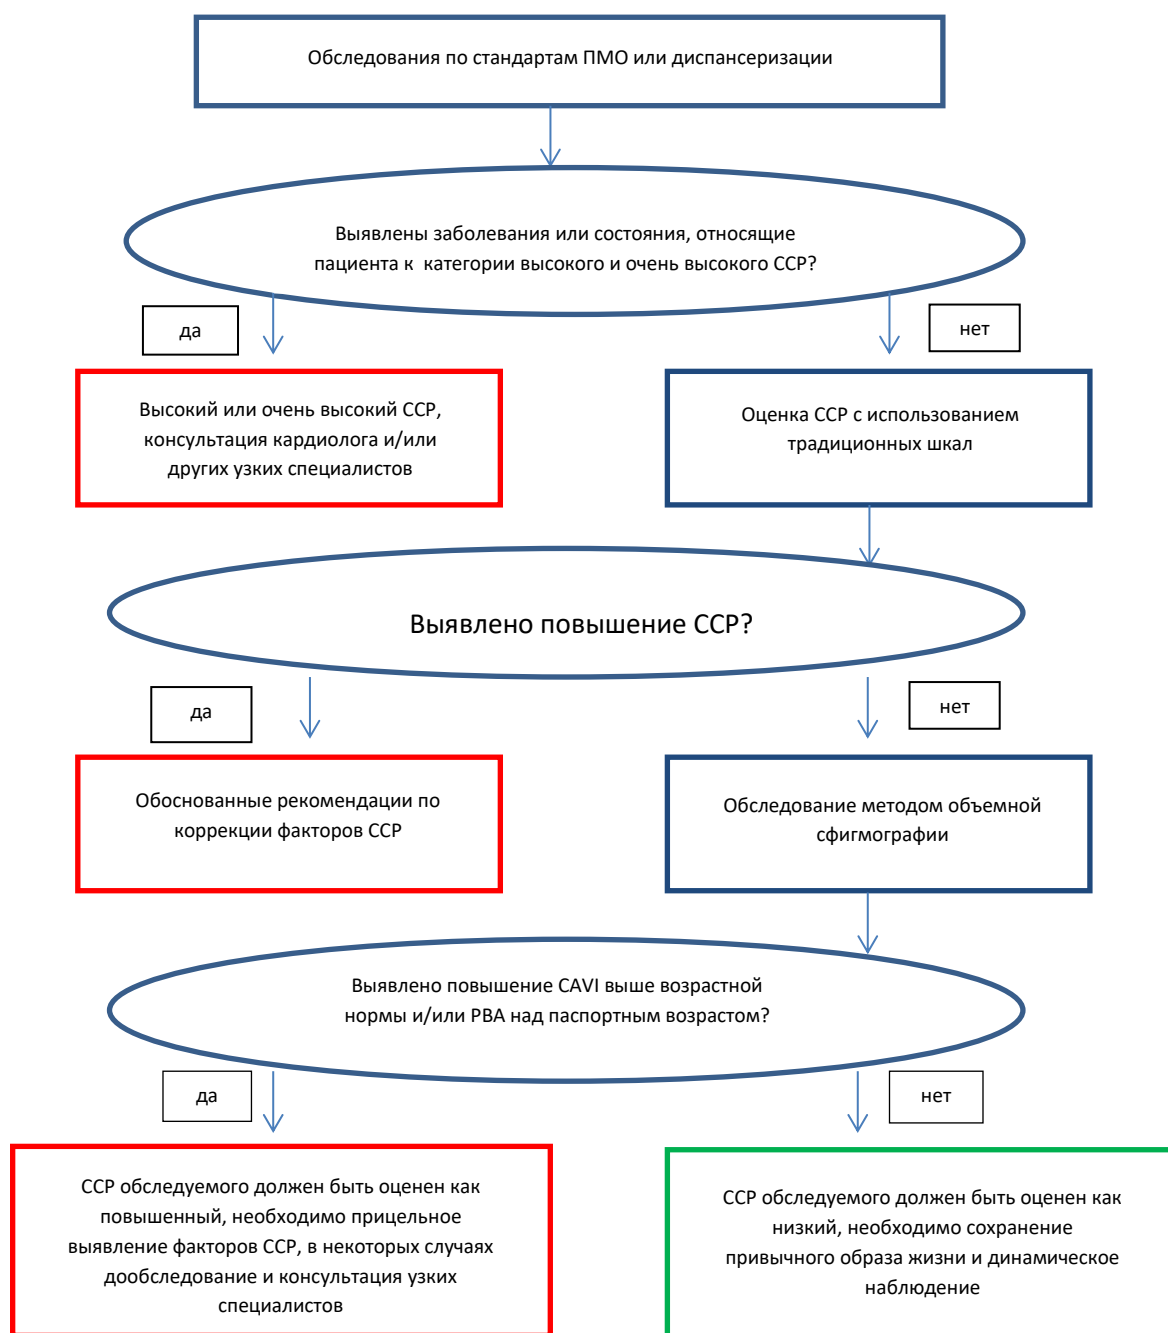 Обследования по стандартам ПМО или диспансеризации
Выявлены заболевания или состояния, относящие
пациента к категории высокого и очень высокого ССР?
да
нет
Высокий или очень высокий ССР,
консультация кардиолога и/или
других узких специалистов
Оценка ССР с использованием
традиционных шкал
Выявлено повышение ССР?
да
нет
Обоснованные рекомендации по
коррекции факторов ССР
Обследование методом объемной
сфигмографии
Выявлено повышение CAVI выше возрастной
нормы и/или РВА над паспортным возрастом?
да
нет
ССР обследуемого должен быть оценен как
повышенный, необходимо прицельное
выявление факторов ССР, в некоторых случаях
дообследование и консультация узких
специалистов
ССР обследуемого должен быть оценен как
низкий, необходимо сохранение
привычного образа жизни и динамическое
наблюдение